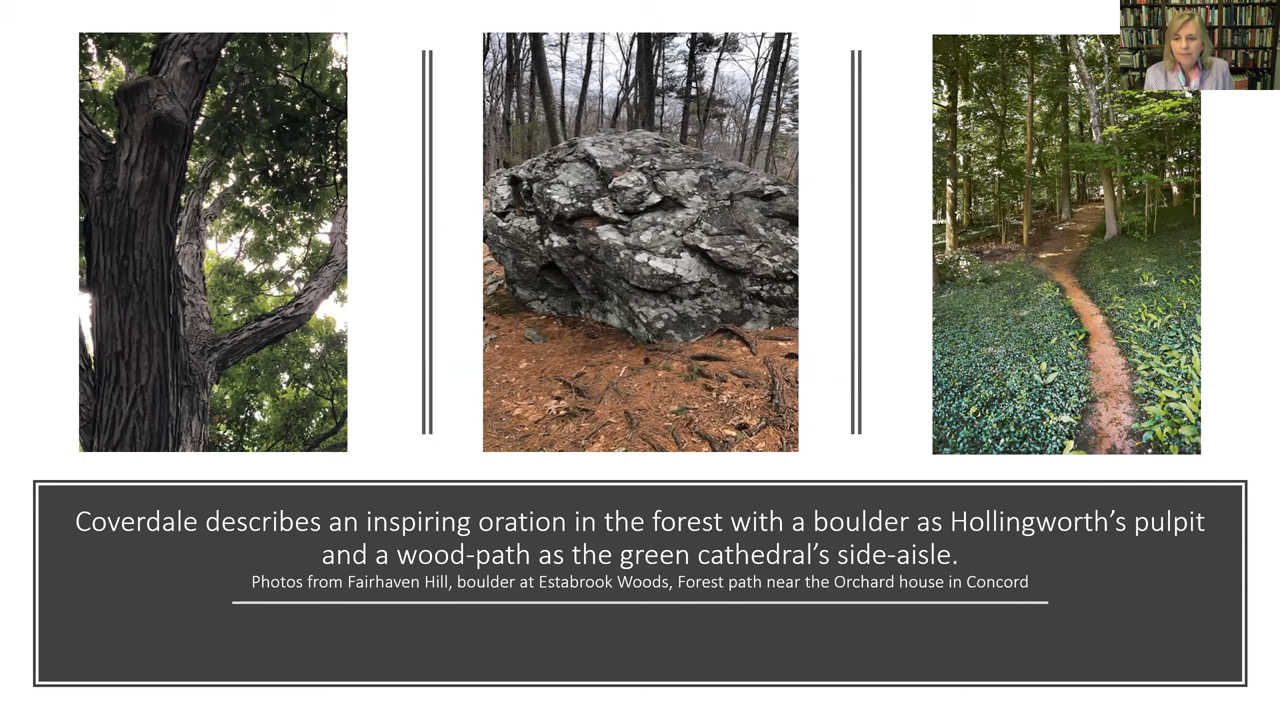 Coverdale describes an inspiring oration in the forest with a boulder as Hollingworth’s pulpit
and a wood-path as the green cathedral’s side-aisle.
Photos from Fairhaven Hill, boulder at Estabrook Woods, Forest path near the Orchard house in Concord